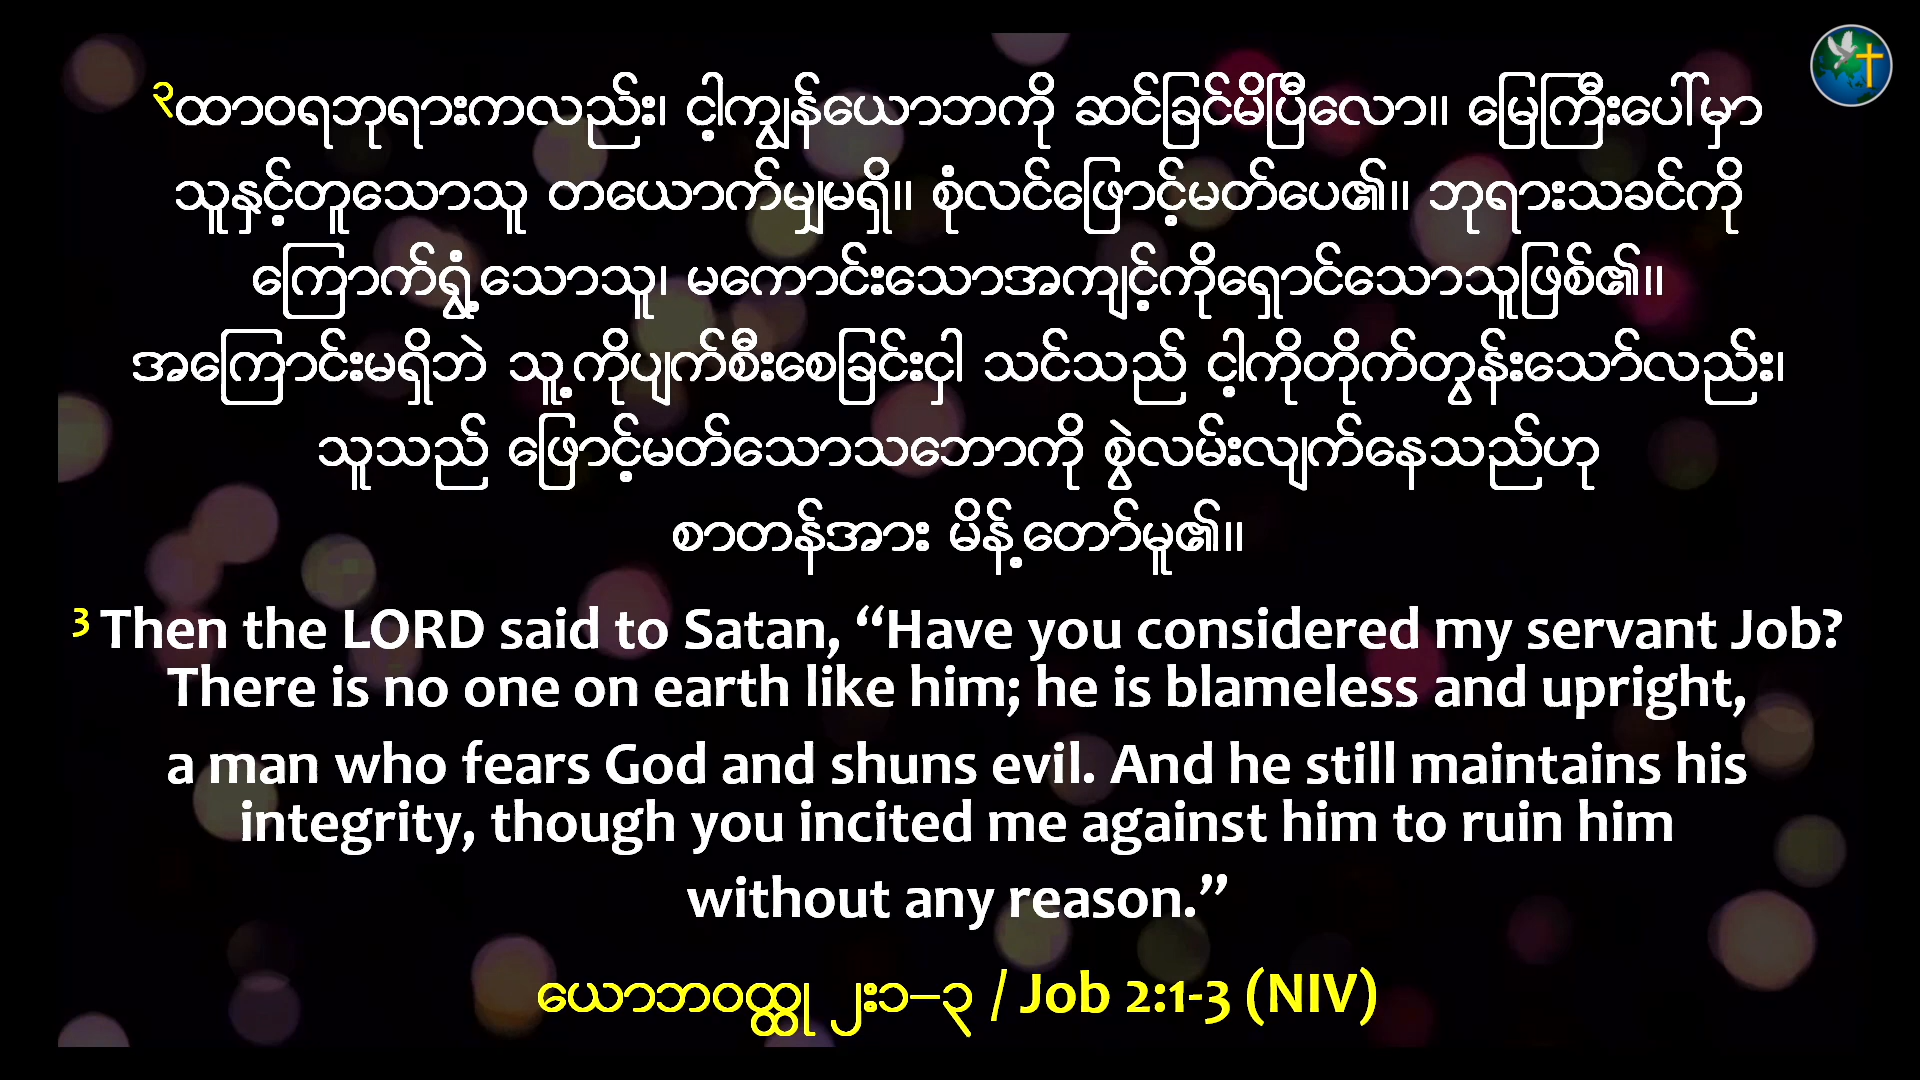 ၃ထာဝရဘုရားကလည်း၊ ငါ့ကျွန်ယောဘကို ဆင်ခြင်မိပြီလော။ မြေကြီးပေါ်မှာ
သူနှင့်တူသောသူ တယောက်မျှမရှိ။ စုံလင်ဖြောင့်မတ်ပေ၏။ ဘုရားသခင်ကို
ကြောက်ရွံ့သောသူ၊ မကောင်းသောအကျင့်ကိုရှောင်သောသူဖြစ်၏။
အကြောင်းမရှိဘဲ သူ့ကိုပျက်စီးစေခြင်းငှါ သင်သည် ငါ့ကိုတိုက်တွန်းသော်လည်း၊
သူသည် ဖြောင့်မတ်သောသဘောကို စွဲလမ်းလျက်နေသည်ဟု
စာတန်အား မိန့်တော်မူ၏။
3 Then the LORD said to Satan, “Have you considered my servant Job?
There is no one on earth like him; he is blameless and upright,
a man who fears God and shuns evil. And he still maintains his
integrity, though you incited me against him to ruin him
without any reason.”
ယောဘဝတ္ထု ၂း၁–၃ / Job 2:1-3 (NIV)